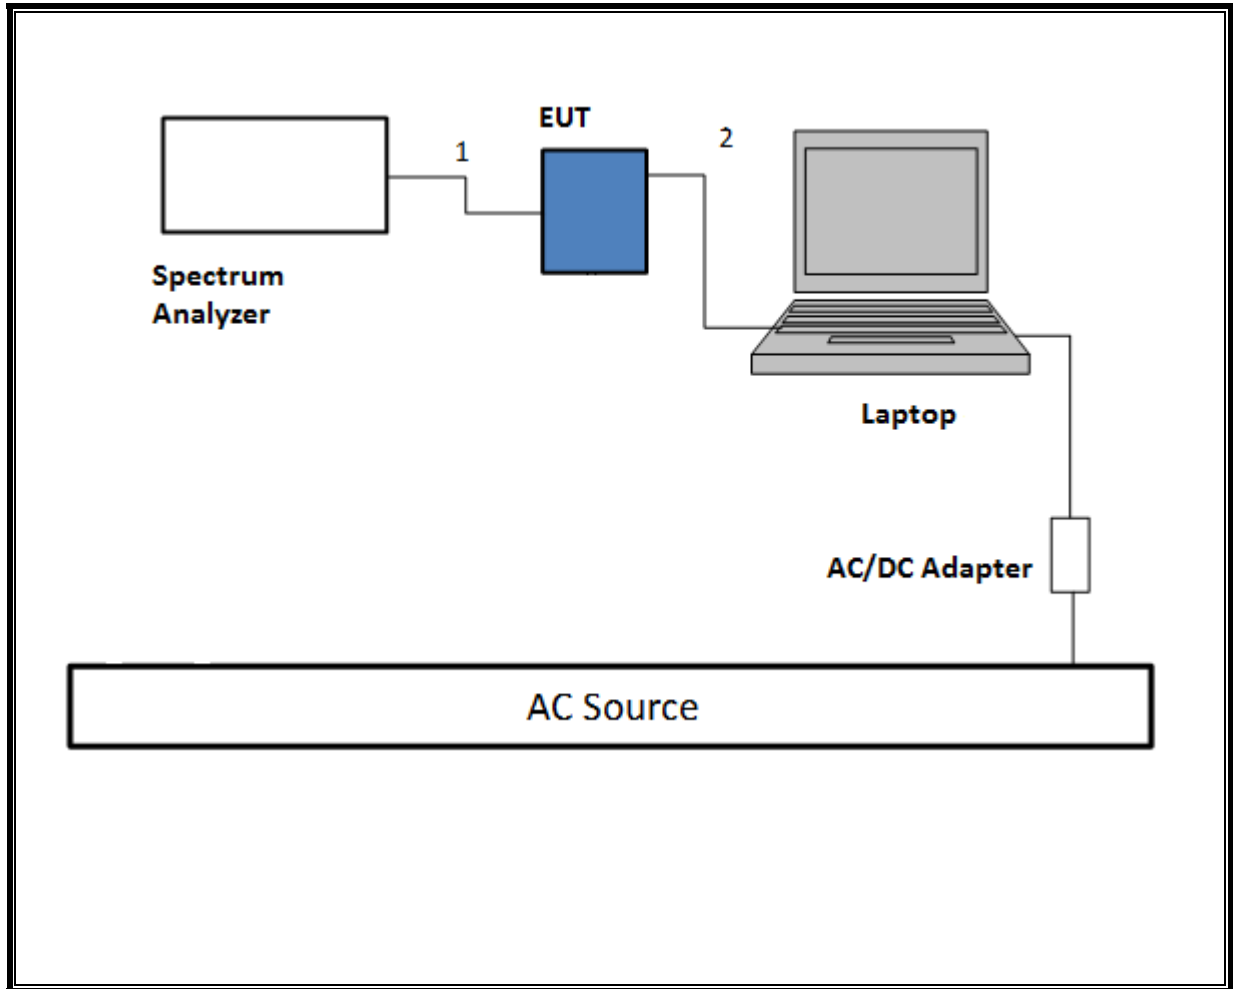 EUT
1
2
Spectrum
Analyzer
Laptop
AC/DC Adapter
AC Source